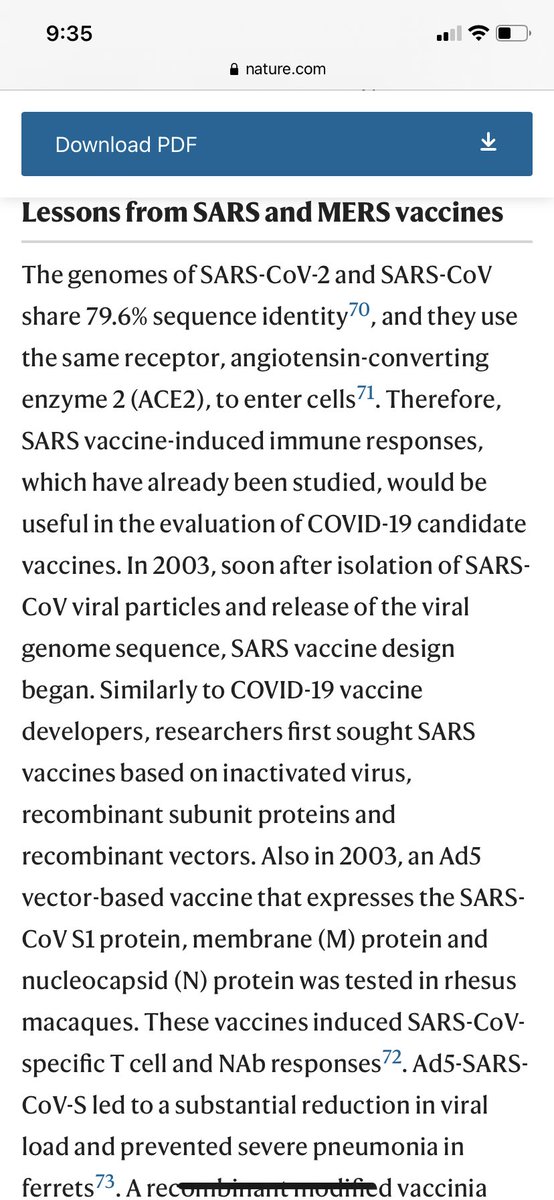 9:35
nature.com
Download PDF
Lessons from SARS and MERS vaccines
The genomes of SARS-CoV-2 and SARS-CoV
share 79.6% sequence identity70, and they use
the same receptor, angiotensin-converting
enzyme 2 (ACE2), to enter cells71. Therefore,
SARS vaccine-induced immune responses,
which have already been studied, would be
useful in the evaluation of COVID-19 candidate
vaccines. In 2003, soon after isolation of SARS-
CoV viral particles and release of the viral
genome sequence, SARS vaccine design
began. Similarly to COVID-19 vaccine
developers, researchers first sought SARS
vaccines based on inactivated virus,
recombinant subunit proteins and
recombinant vectors. Also in 2003, an Ad5
vector-based vaccine that expresses the SARS-
CoV S1 protein, membrane (M) protein and
nucleocapsid (N) protein was tested in rhesus
macaques. These vaccines induced SARS-CoV-
specific T cell and NAb responses72. Ad5-SARS-
CoV-S led to a substantial reduction in viral
load and prevented severe pneumonia in
ferrets73. A recombinant modified vaccinia